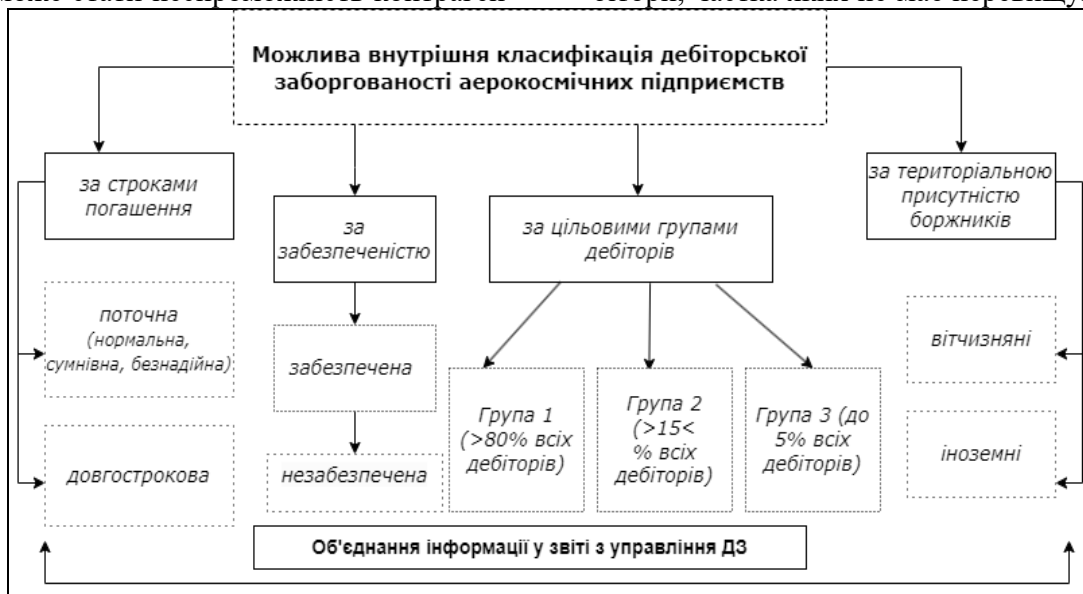 Можлива внутрішня класифікація дебіторської
заборгованості аерокосмічних підприємств
за строками
погашення
за
забезпеченістю
за цільовими групами
дебіторів
за територіальною
присутністю
боржників
поточна
(нормальна,
сумнівна, безнадійна)
довгострокова
забезпечена
незабезпечена
Група 1
(>80% всіх
дебіторів)
Група 2
(>15<
% всіх
дебіторів)
Група 3 (до
5% всіх
дебіторів)
вітчизняні
іноземні
Об'єднання інформації у звіті з управління ДЗ